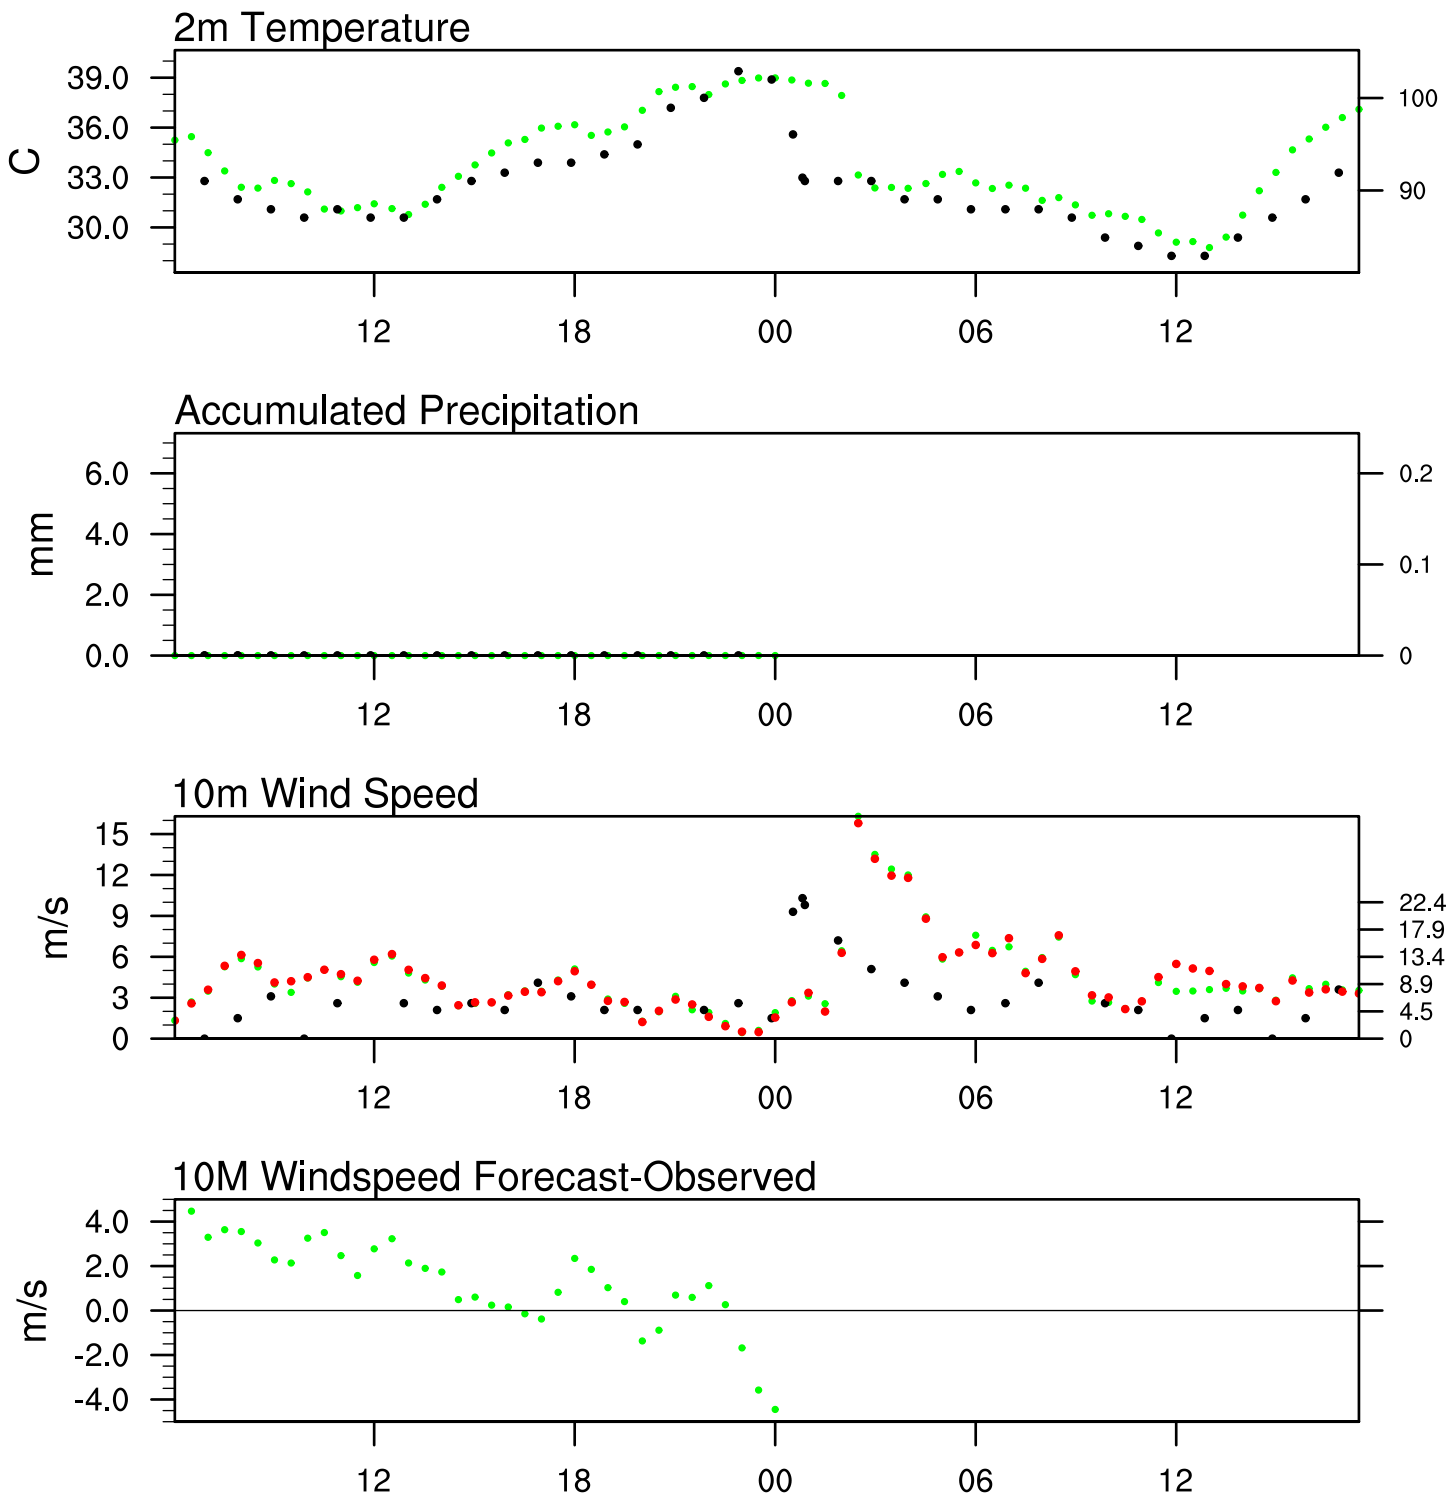 2m Temperature
39.0
36.0
33.0
30.0
C
100
90
12 18 00 06 12
Accumulated Precipitation
6.0
4.0
2.0
0.0
mm
0.2
0.1
0
12 18 00 06 12
10m Wind Speed
15
12
9
6
3
0
m/s
22.4
17.9
13.4
8.9
4.5
0
12 18 00 06 12
10M Windspeed Forecast-Observed
4.0
2.0
0.0
-2.0
-4.0
m/s
12 18 00 06 12